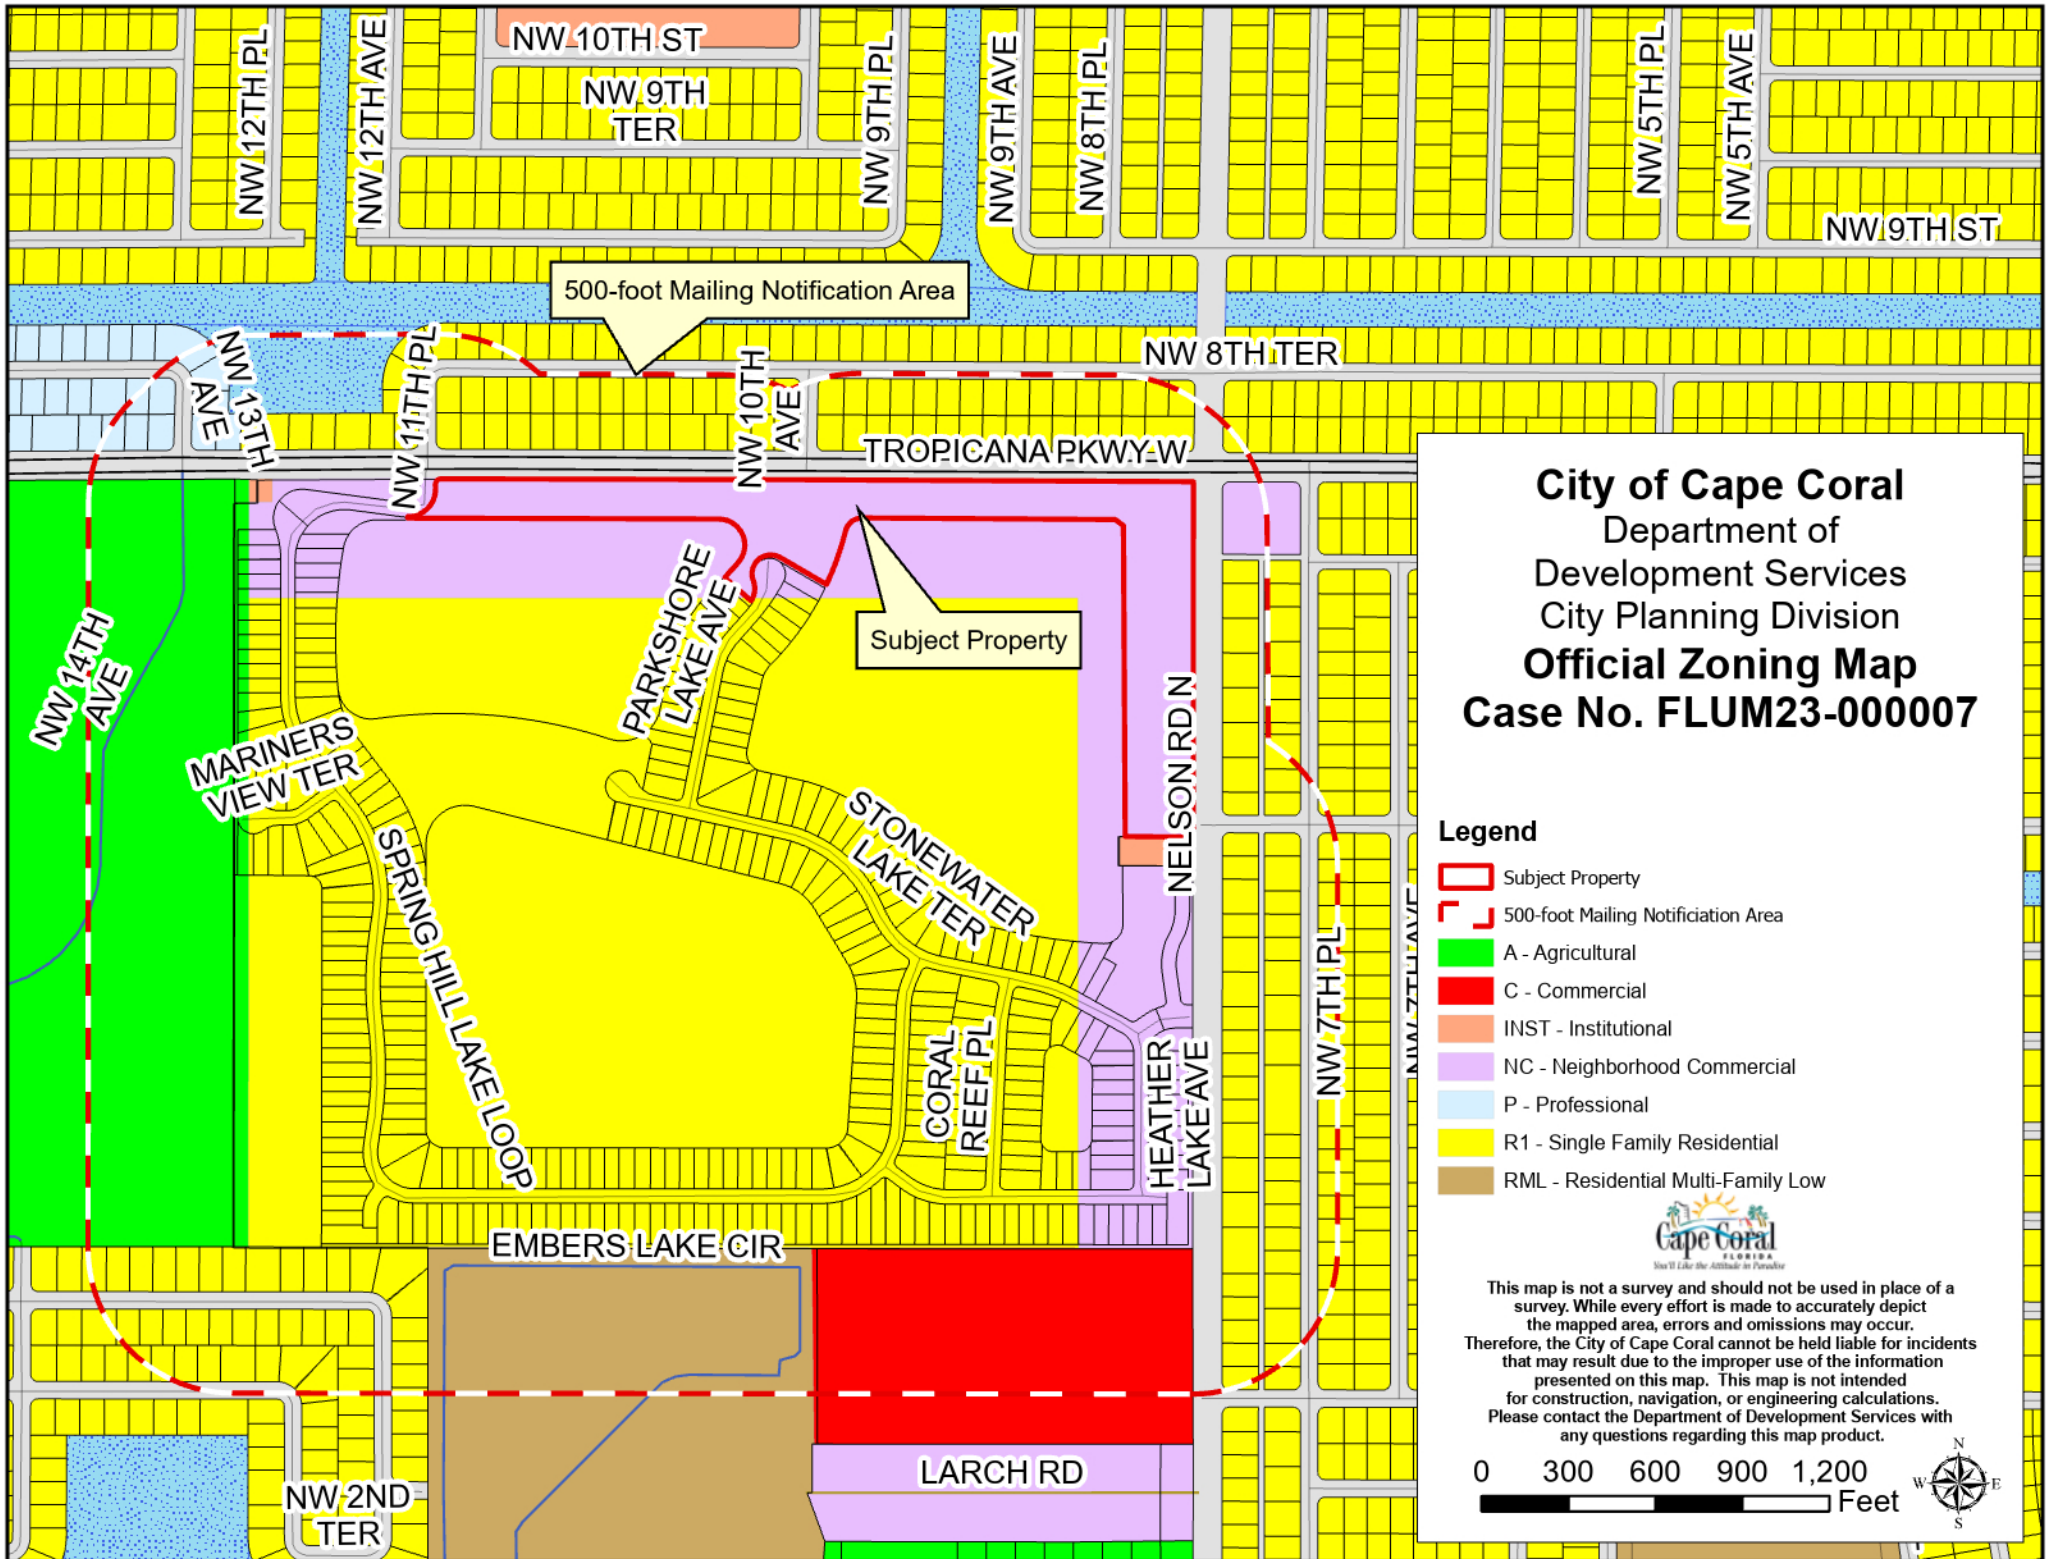 NW 10TH ST
NW 9TH
TER
NW 12TH PL
NW 12TH AVE
NW 9TH PL
NW 9TH AVE
NW 8TH PL
NW 5TH PL
NW 5TH AVE
NW 9TH ST
500-foot Mailing Notification Area
NW 8TH TER
NW 13TH
AVE
NW 11TH PL
NW 10TH
AVE
TROPICANA PKWY W
PARKSHORE
LAKE AVE
Subject Property
NW 14TH
AVE
MARINERS
VIEW TER
SPRING HILL LAKE LOOP
STONEWATER
LAKE TER
NELSON RD N
CORAL
REEF PL
HEATHER
LAKE AVE
NW 7TH PL
NW 7TH AVE
EMBERS LAKE CIR
LARCH RD
NW 2ND
TER
City of Cape Coral
Department of
Development Services
City Planning Division
Official Zoning Map
Case No. FLUM23-000007
Legend
Subject Property
500-foot Mailing Notificiation Area
A - Agricultural
C - Commercial
INST - Institutional
NC - Neighborhood Commercial
P - Professional
R1 - Single Family Residential
RML - Residential Multi-Family Low
Cape Coral
FLORIDA
You'll Like the Attitude in Paradise
This map is not a survey and should not be used in place of a
survey. While every effort is made to accurately depict
the mapped area, errors and omissions may occur.
Therefore, the City of Cape Coral cannot be held liable for incidents
that may result due to the improper use of the information
presented on this map. This map is not intended
for construction, navigation, or engineering calculations.
Please contact the Department of Development Services with
any questions regarding this map product.
0 300 600 900 1,200
Feet
N
W E
S